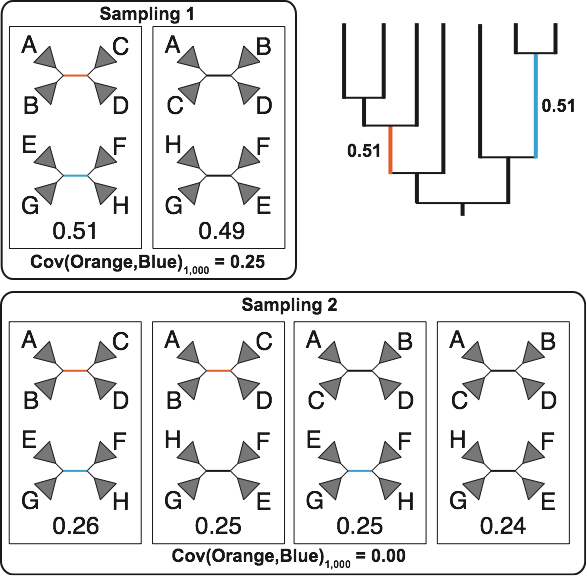 Sampling 1
A C A B
B D C D
E F H F
G H G E
0.51 0.49
Cov(Orange,Blue)1,000 = 0.25
0.51
0.51
Sampling 2
A C A C A B A B
B D B D C D C D
E F H F E F H F
G H G E G H G E
0.26 0.25 0.25 0.24
Cov(Orange,Blue)1,000 = 0.00